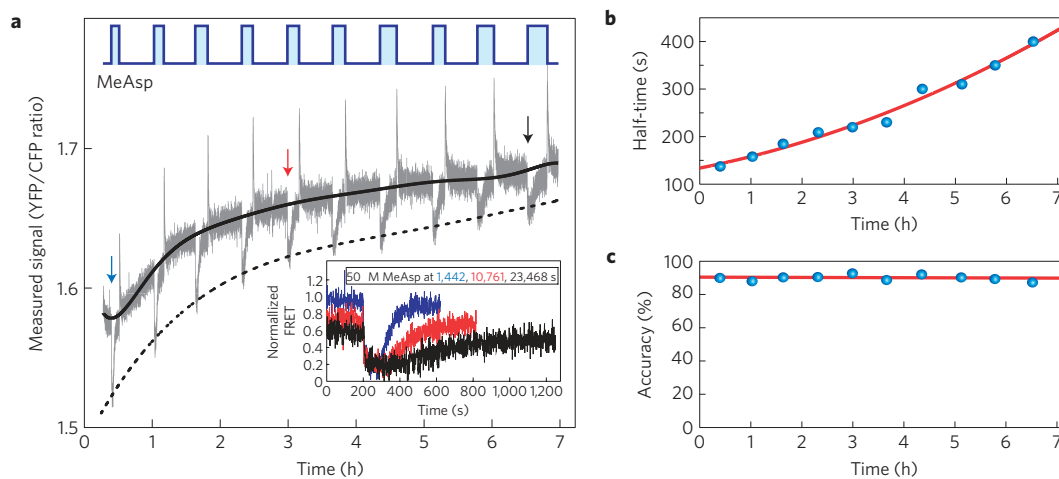 a
MeAsp
Measured signal (YFP/CFP ratio)
1.7
1.6
1.5
0 1 2 3 4 5 6 7
Time (h)
50 M MeAsp at 1,442, 10,761, 23,468 s
Normallized
FRET
1.2
1.0
0.8
0.6
0.4
0.2
0
0 200 400 600 800 1,000 1,200
Time (s)
b
Half-time (s)
400
300
200
100
0 1 2 3 4 5 6 7
Time (h)
c
Accuracy (%)
100
80
60
40
20
0
0 1 2 3 4 5 6 7
Time (h)